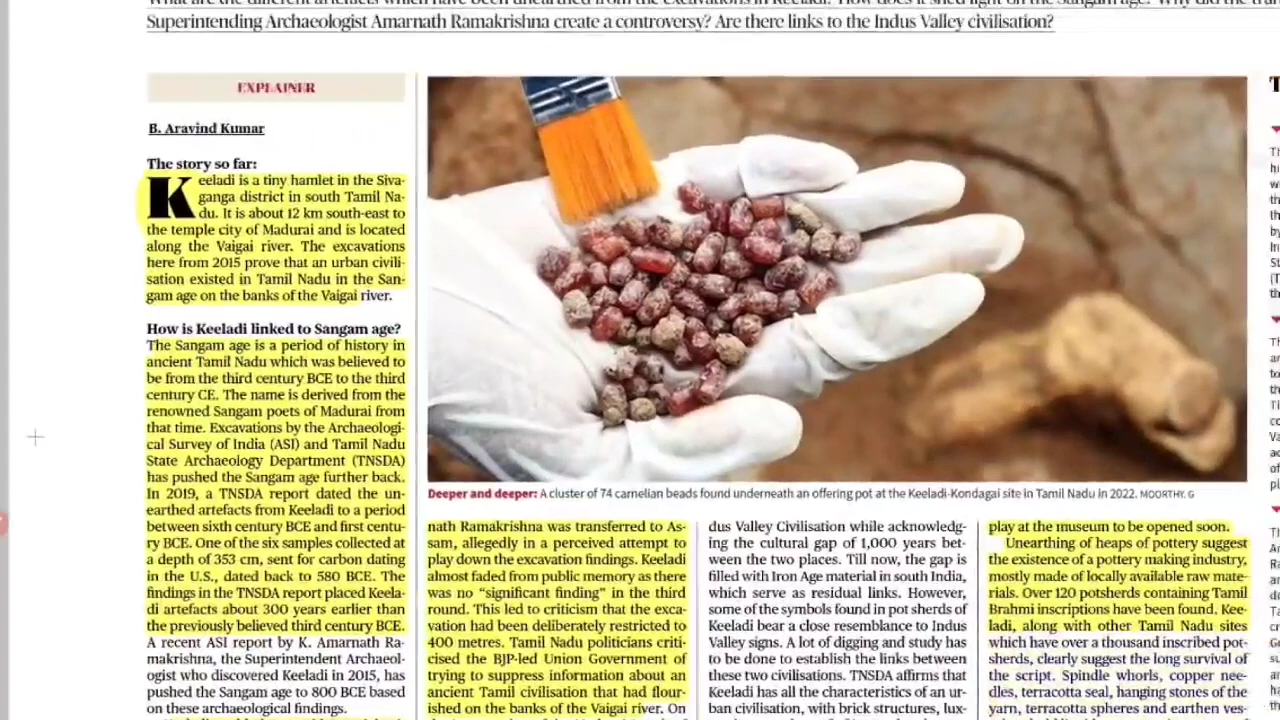 Superintending Archaeologist Amarnath Ramakrishna create a controversy? Are there links to the Indus Valley civilisation?
EXPLAINER
B. Aravind Kumar
The story so far:
Keeladi is a tiny hamlet in the Siva-
ganga district in south Tamil Na-
du. It is about 12 km south-east to
the temple city of Madurai and is located
along the Vaigai river. The excavations
here from 2015 prove that an urban civili-
sation existed in Tamil Nadu in the San-
gam age on the banks of the Vaigai river.
How is Keeladi linked to Sangam age?
The Sangam age is a period of history in
ancient Tamil Nadu which was believed to
be from the third century BCE to the third
century CE. The name is derived from the
renowned Sangam poets of Madurai from
that time. Excavations by the Archaeologi-
cal Survey of India (ASI) and Tamil Nadu
State Archaeology Department (TNSDA)
has pushed the Sangam age further back.
In 2019, a TNSDA report dated the un-
earthed artefacts from Keeladi to a period
between sixth century BCE and first centu-
ry BCE. One of the six samples collected at
a depth of 353 cm, sent for carbon dating
in the U.S., dated back to 580 BCE. The
findings in the TNSDA report placed Keela-
di artefacts about 300 years earlier than
the previously believed third century BCE.
A recent ASI report by K. Amarnath Ra-
makrishna, the Superintendent Archaeol-
ogist who discovered Keeladi in 2015, has
pushed the Sangam age to 800 BCE based
on these archaeological findings.
Deeper and deeper: A cluster of 74 carnelian beads found underneath an offering pot at the Keeladi-Kondagai site in Tamil Nadu in 2022. MOORTHY. G
nath Ramakrishna was transferred to As-
sam, allegedly in a perceived attempt to
play down the excavation findings. Keeladi
almost faded from public memory as there
was no “significant finding” in the third
round. This led to criticism that the exca-
vation had been deliberately restricted to
400 metres. Tamil Nadu politicians criti-
cised the BJP-led Union Government of
trying to suppress information about an
ancient Tamil civilisation that had flour-
ished on the banks of the Vaigai river. On
dus Valley Civilisation while acknowledg-
ing the cultural gap of 1,000 years bet-
ween the two places. Till now, the gap is
filled with Iron Age material in south India,
which serve as residual links. However,
some of the symbols found in pot sherds of
Keeladi bear a close resemblance to Indus
Valley signs. A lot of digging and study has
to be done to establish the links between
these two civilisations. TNSDA affirms that
Keeladi has all the characteristics of an ur-
ban civilisation, with brick structures, lux-
play at the museum to be opened soon.
Unearthing of heaps of pottery suggest
the existence of a pottery making industry,
mostly made of locally available raw mate-
rials. Over 120 potsherds containing Tamil
Brahmi inscriptions have been found. Kee-
ladi, along with other Tamil Nadu sites
which have over a thousand inscribed pot-
sherds, clearly suggest the long survival of
the script. Spindle whorls, copper nee-
dles, terracotta seal, hanging stones of the
yarn, terracotta spheres and earthen ves-